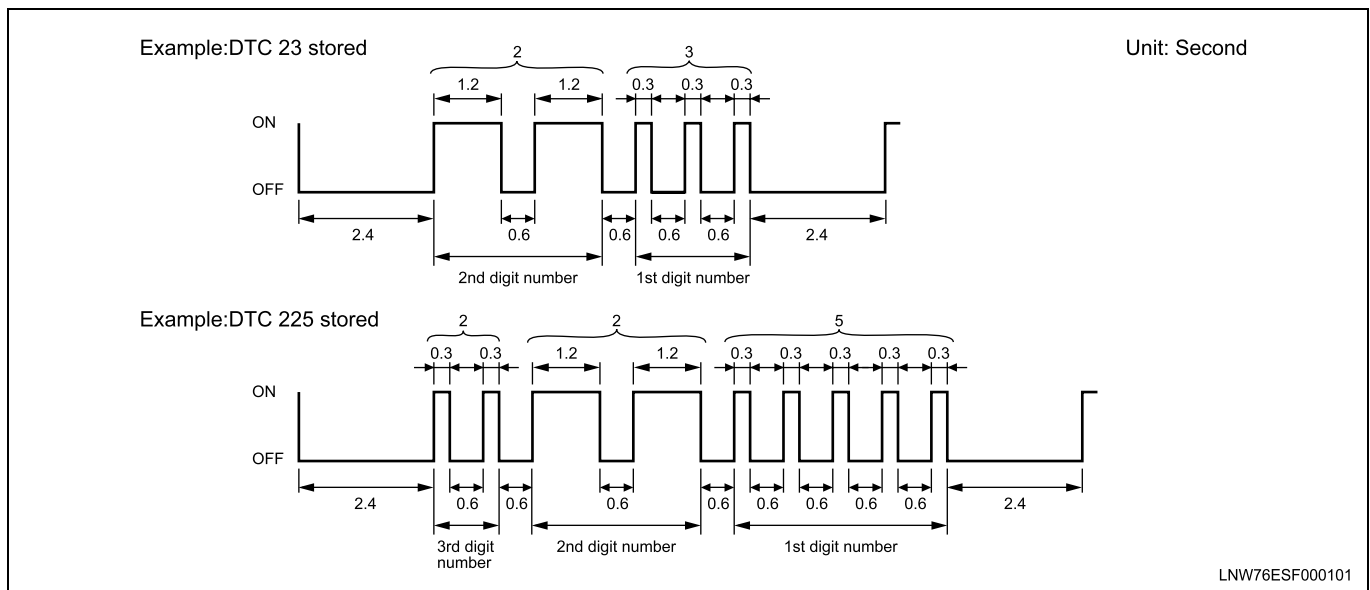 Example:DTC 23 stored
Unit: Second
2 3
1.2 1.2 0.3 0.3 0.3
ON
OFF
2.4 0.6 0.6 0.6 0.6 2.4
2nd digit number 1st digit number
Example:DTC 225 stored
2 2 5
0.3 0.3 1.2 1.2 0.3 0.3 0.3 0.3 0.3
ON
OFF
2.4 0.6 0.6 0.6 0.6 0.6 0.6 0.6 0.6 2.4
3rd digit number
2nd digit number
1st digit number
LNW76ESF000101